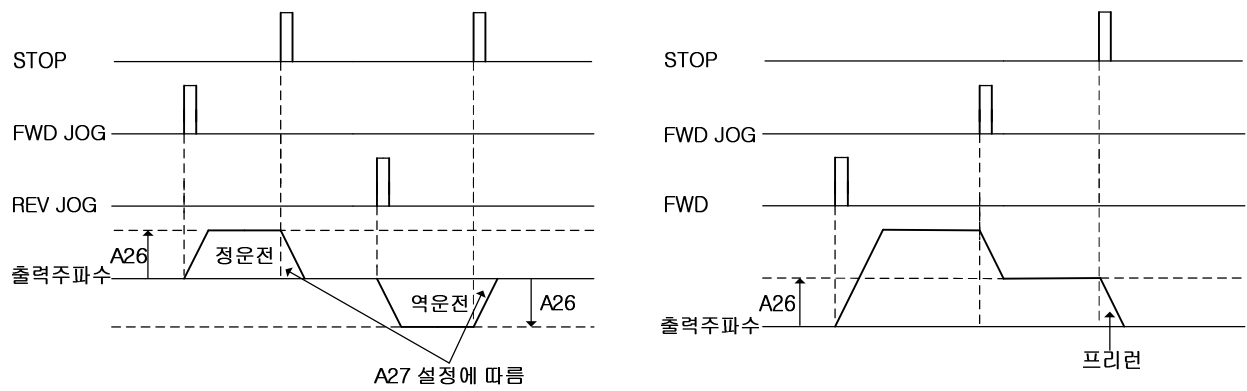 STOP
FWD JOG
REV JOG
A26
정운전
출력주파수
역운전
A26
A27 설정에 따름
STOP
FWD JOG
FWD
A26
출력주파수
프리런